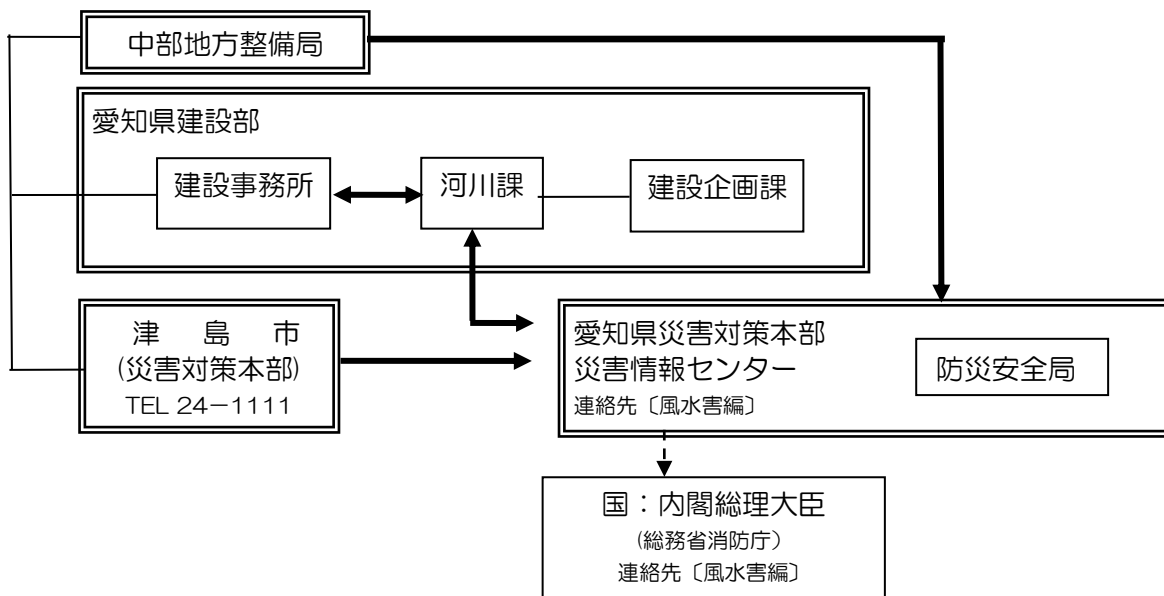 中部地方整備局
愛知県建設部
建設事務所
河川課
建設企画課
津　島　市
(災害対策本部)
TEL 24－1111
愛知県災害対策本部
災害情報センター
連絡先〔風水害編〕
防災安全局
国：内閣総理大臣
(総務省消防庁)
連絡先〔風水害編〕